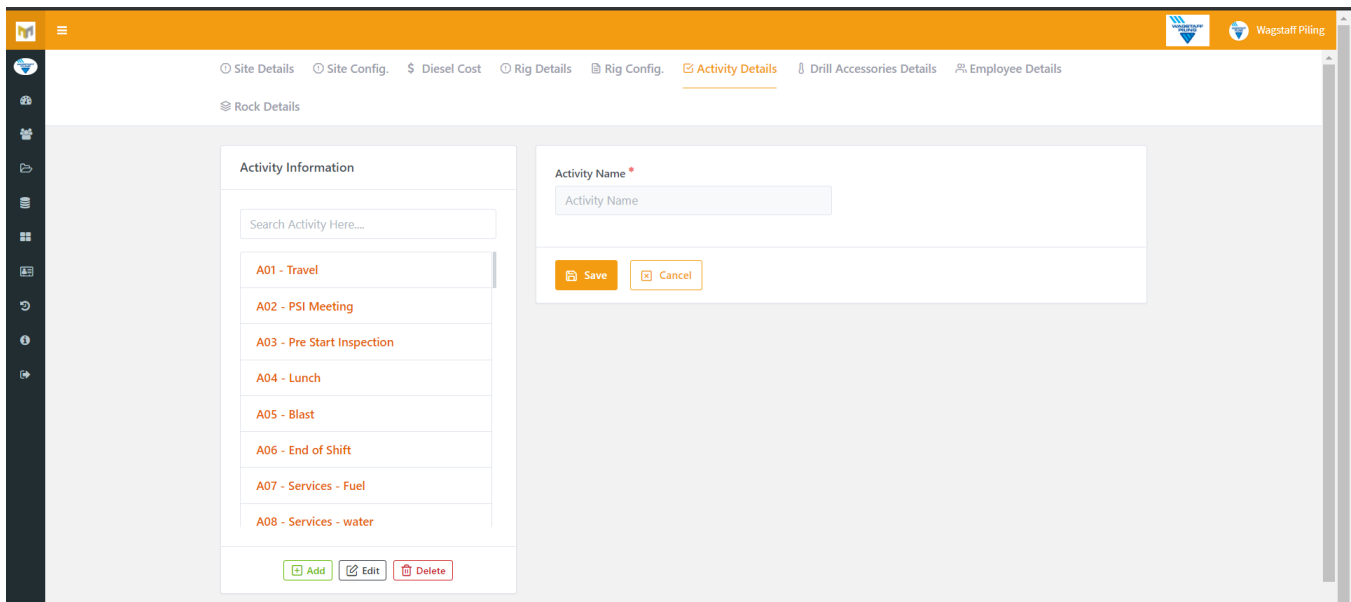 WAGSTAFF PILING
Wagstaff Piling
Site Details
Site Config.
$ Diesel Cost
Rig Details
Rig Config.
Activity Details
Drill Accessories Details
Employee Details
Rock Details
Activity Information
Search Activity Here....
A01 - Travel
A02 - PSI Meeting
A03 - Pre Start Inspection
A04 - Lunch
A05 - Blast
A06 - End of Shift
A07 - Services - Fuel
A08 - Services - water
Add
Edit
Delete
Activity Name *
Activity Name
Save
Cancel